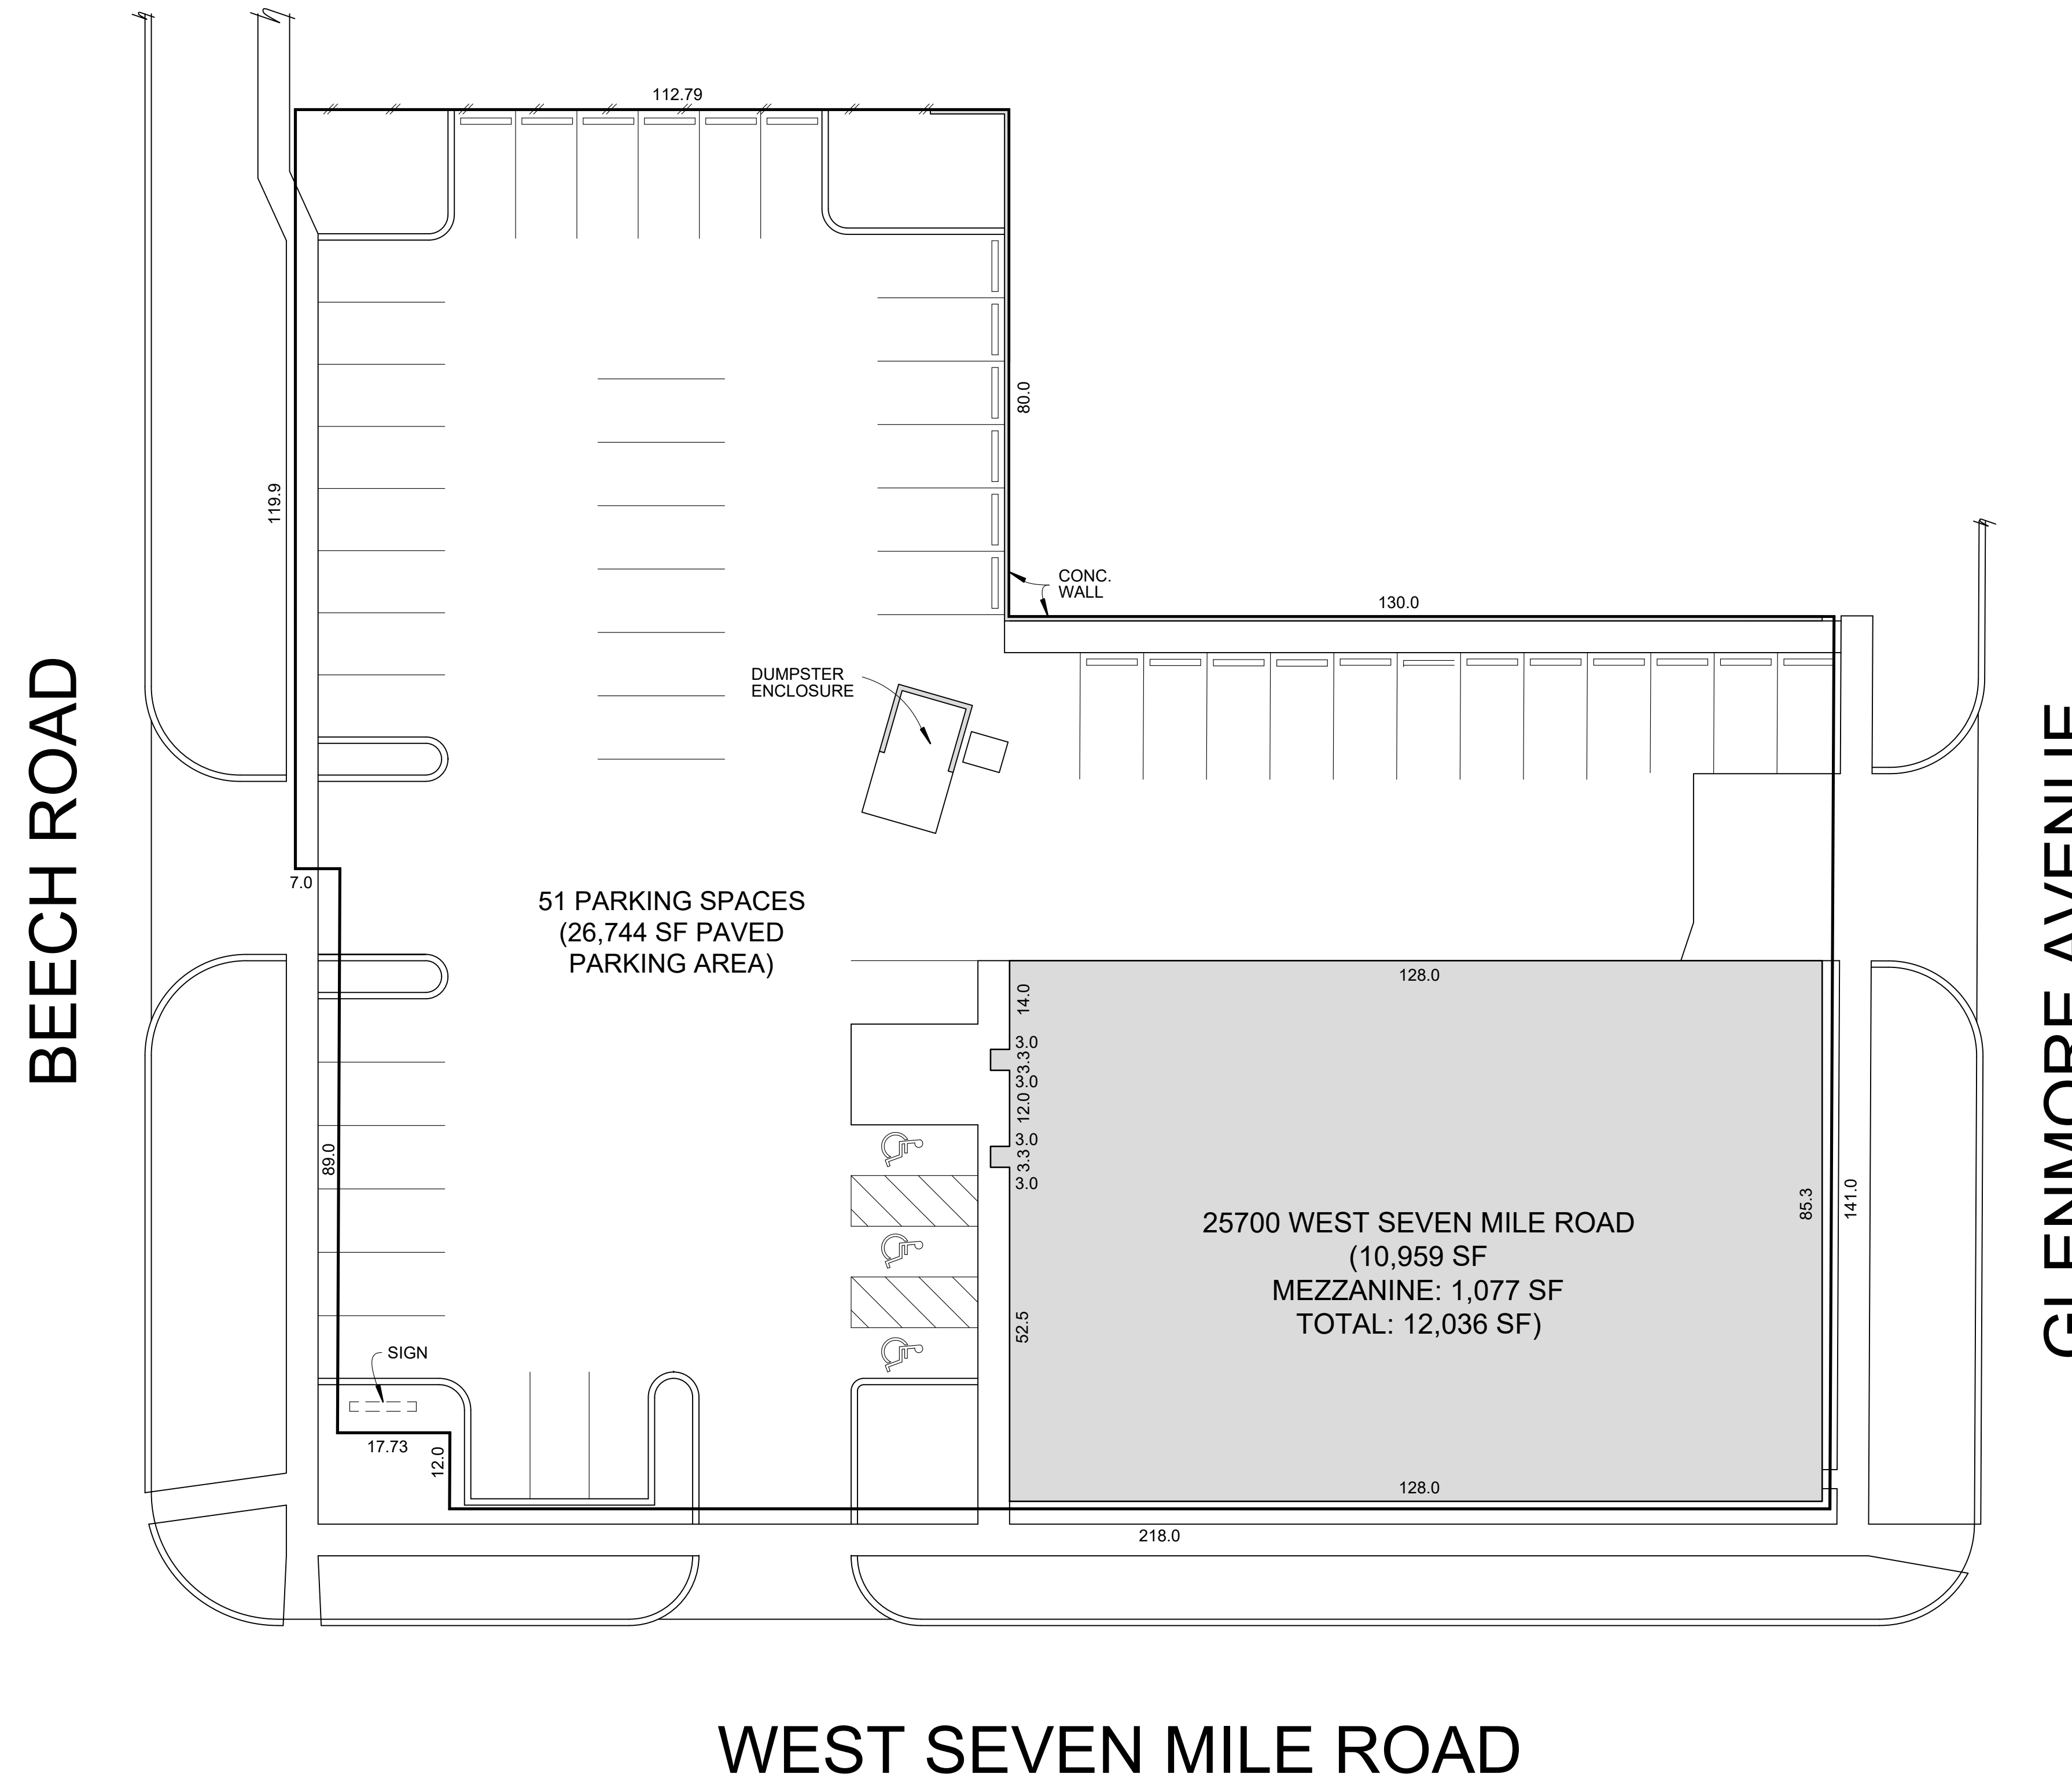 112.79
80.0
119.9
CONC.
WALL
130.0
DUMPSTER
ENCLOSURE
BEECH ROAD
GLENMORE AVENUE
7.0
51 PARKING SPACES
(26,744 SF PAVED
PARKING AREA)
128.0
14.0
3.0
3.3
3.0
12.0
3.0
3.3
3.0
89.0
85.3
141.0
25700 WEST SEVEN MILE ROAD
(10,959 SF
MEZZANINE: 1,077 SF
TOTAL: 12,036 SF)
52.5
SIGN
17.73
12.0
128.0
218.0
WEST SEVEN MILE ROAD